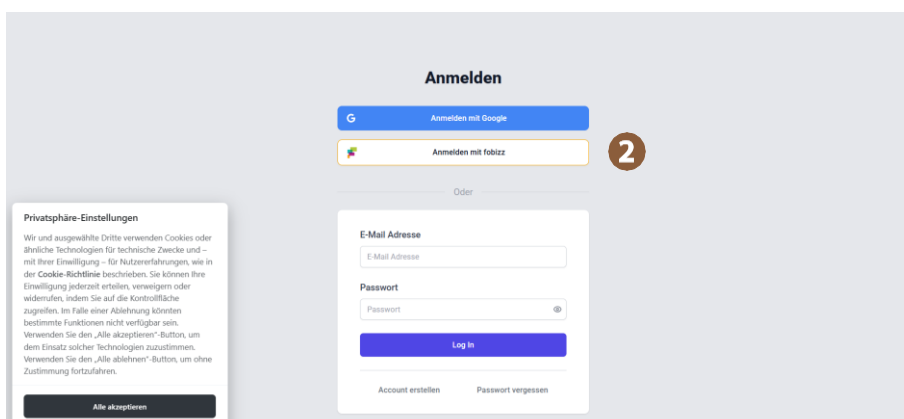 Anmelden
Anmelden mit Google
Anmelden mit fobizz
2
Oder
E-Mail Adresse
E-Mail Adresse
Passwort
Passwort
Log In
Account erstellen
Passwort vergessen
Privatsphäre-Einstellungen
Wir und ausgewählte Dritte verwenden Cookies oder
ähnliche Technologien für technische Zwecke und –
mit Ihrer Einwilligung – für Nutzererfahrungen, wie in
der Cookie-Richtlinie beschrieben. Sie können Ihre
Einwilligung jederzeit erteilen, verweigern oder
widerrufen, indem Sie auf die Kontrollfläche
zugreifen. Im Falle einer Ablehnung könnten
bestimmte Funktionen nicht verfügbar sein.
Verwenden Sie den „Alle akzeptieren“-Button, um
dem Einsatz solcher Technologien zuzustimmen.
Verwenden Sie den „Alle ablehnen“-Button, um ohne
Zustimmung fortzufahren.
Alle akzeptieren